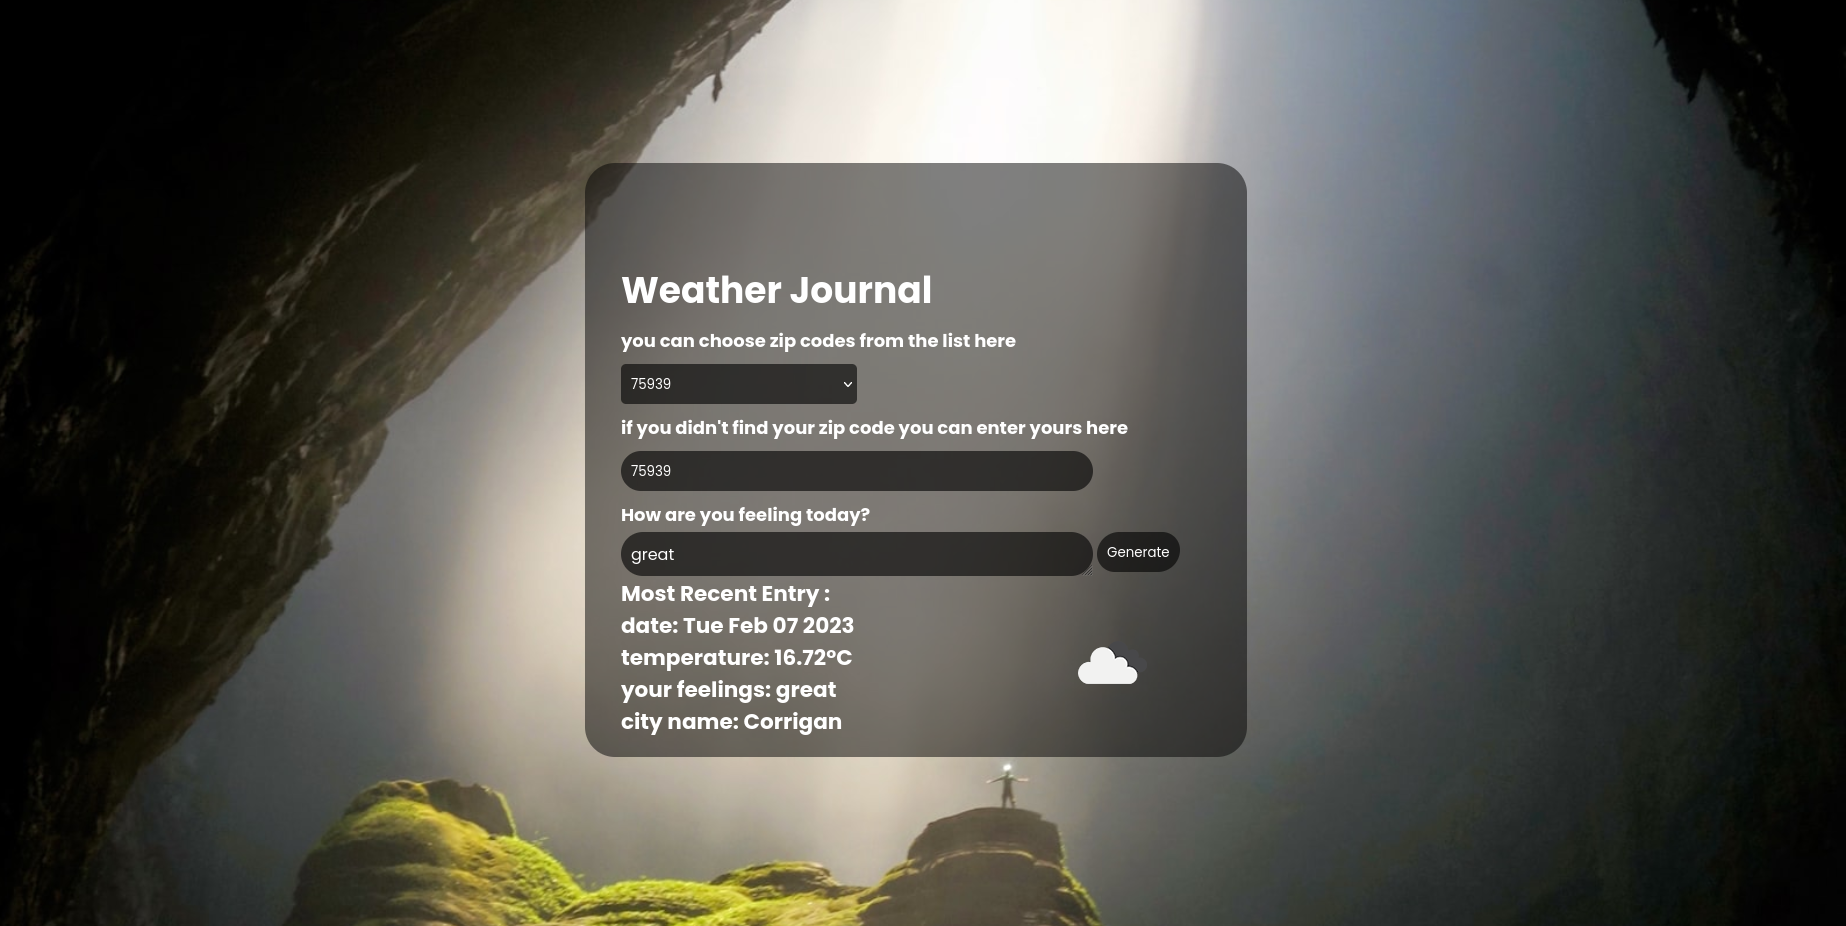 Weather Journal
you can choose zip codes from the list here
75939
if you didn't find your zip code you can enter yours here
75939
How are you feeling today?
great
Generate
Most Recent Entry :
date: Tue Feb 07 2023
temperature: 16.72°C
your feelings: great
city name: Corrigan